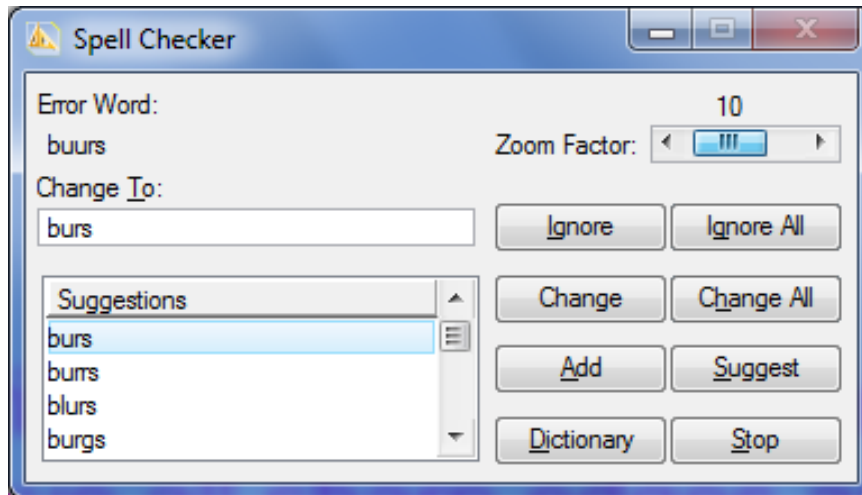 Spell Checker
Error Word:
10
buurs
Zoom Factor:
Change To:
burs
Ignore
Ignore All
Suggestions
Change
Change All
burs
burrs
Add
Suggest
blurs
burgs
Dictionary
Stop